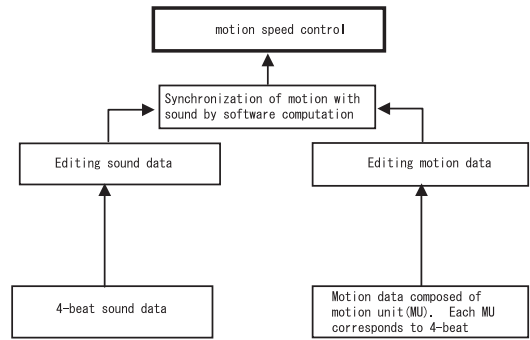 motion speed control
Synchronization of motion with
sound by software computation
Editing sound data
Editing motion data
4-beat sound data
Motion data composed of
motion unit(MU). Each MU
corresponds to 4-beat